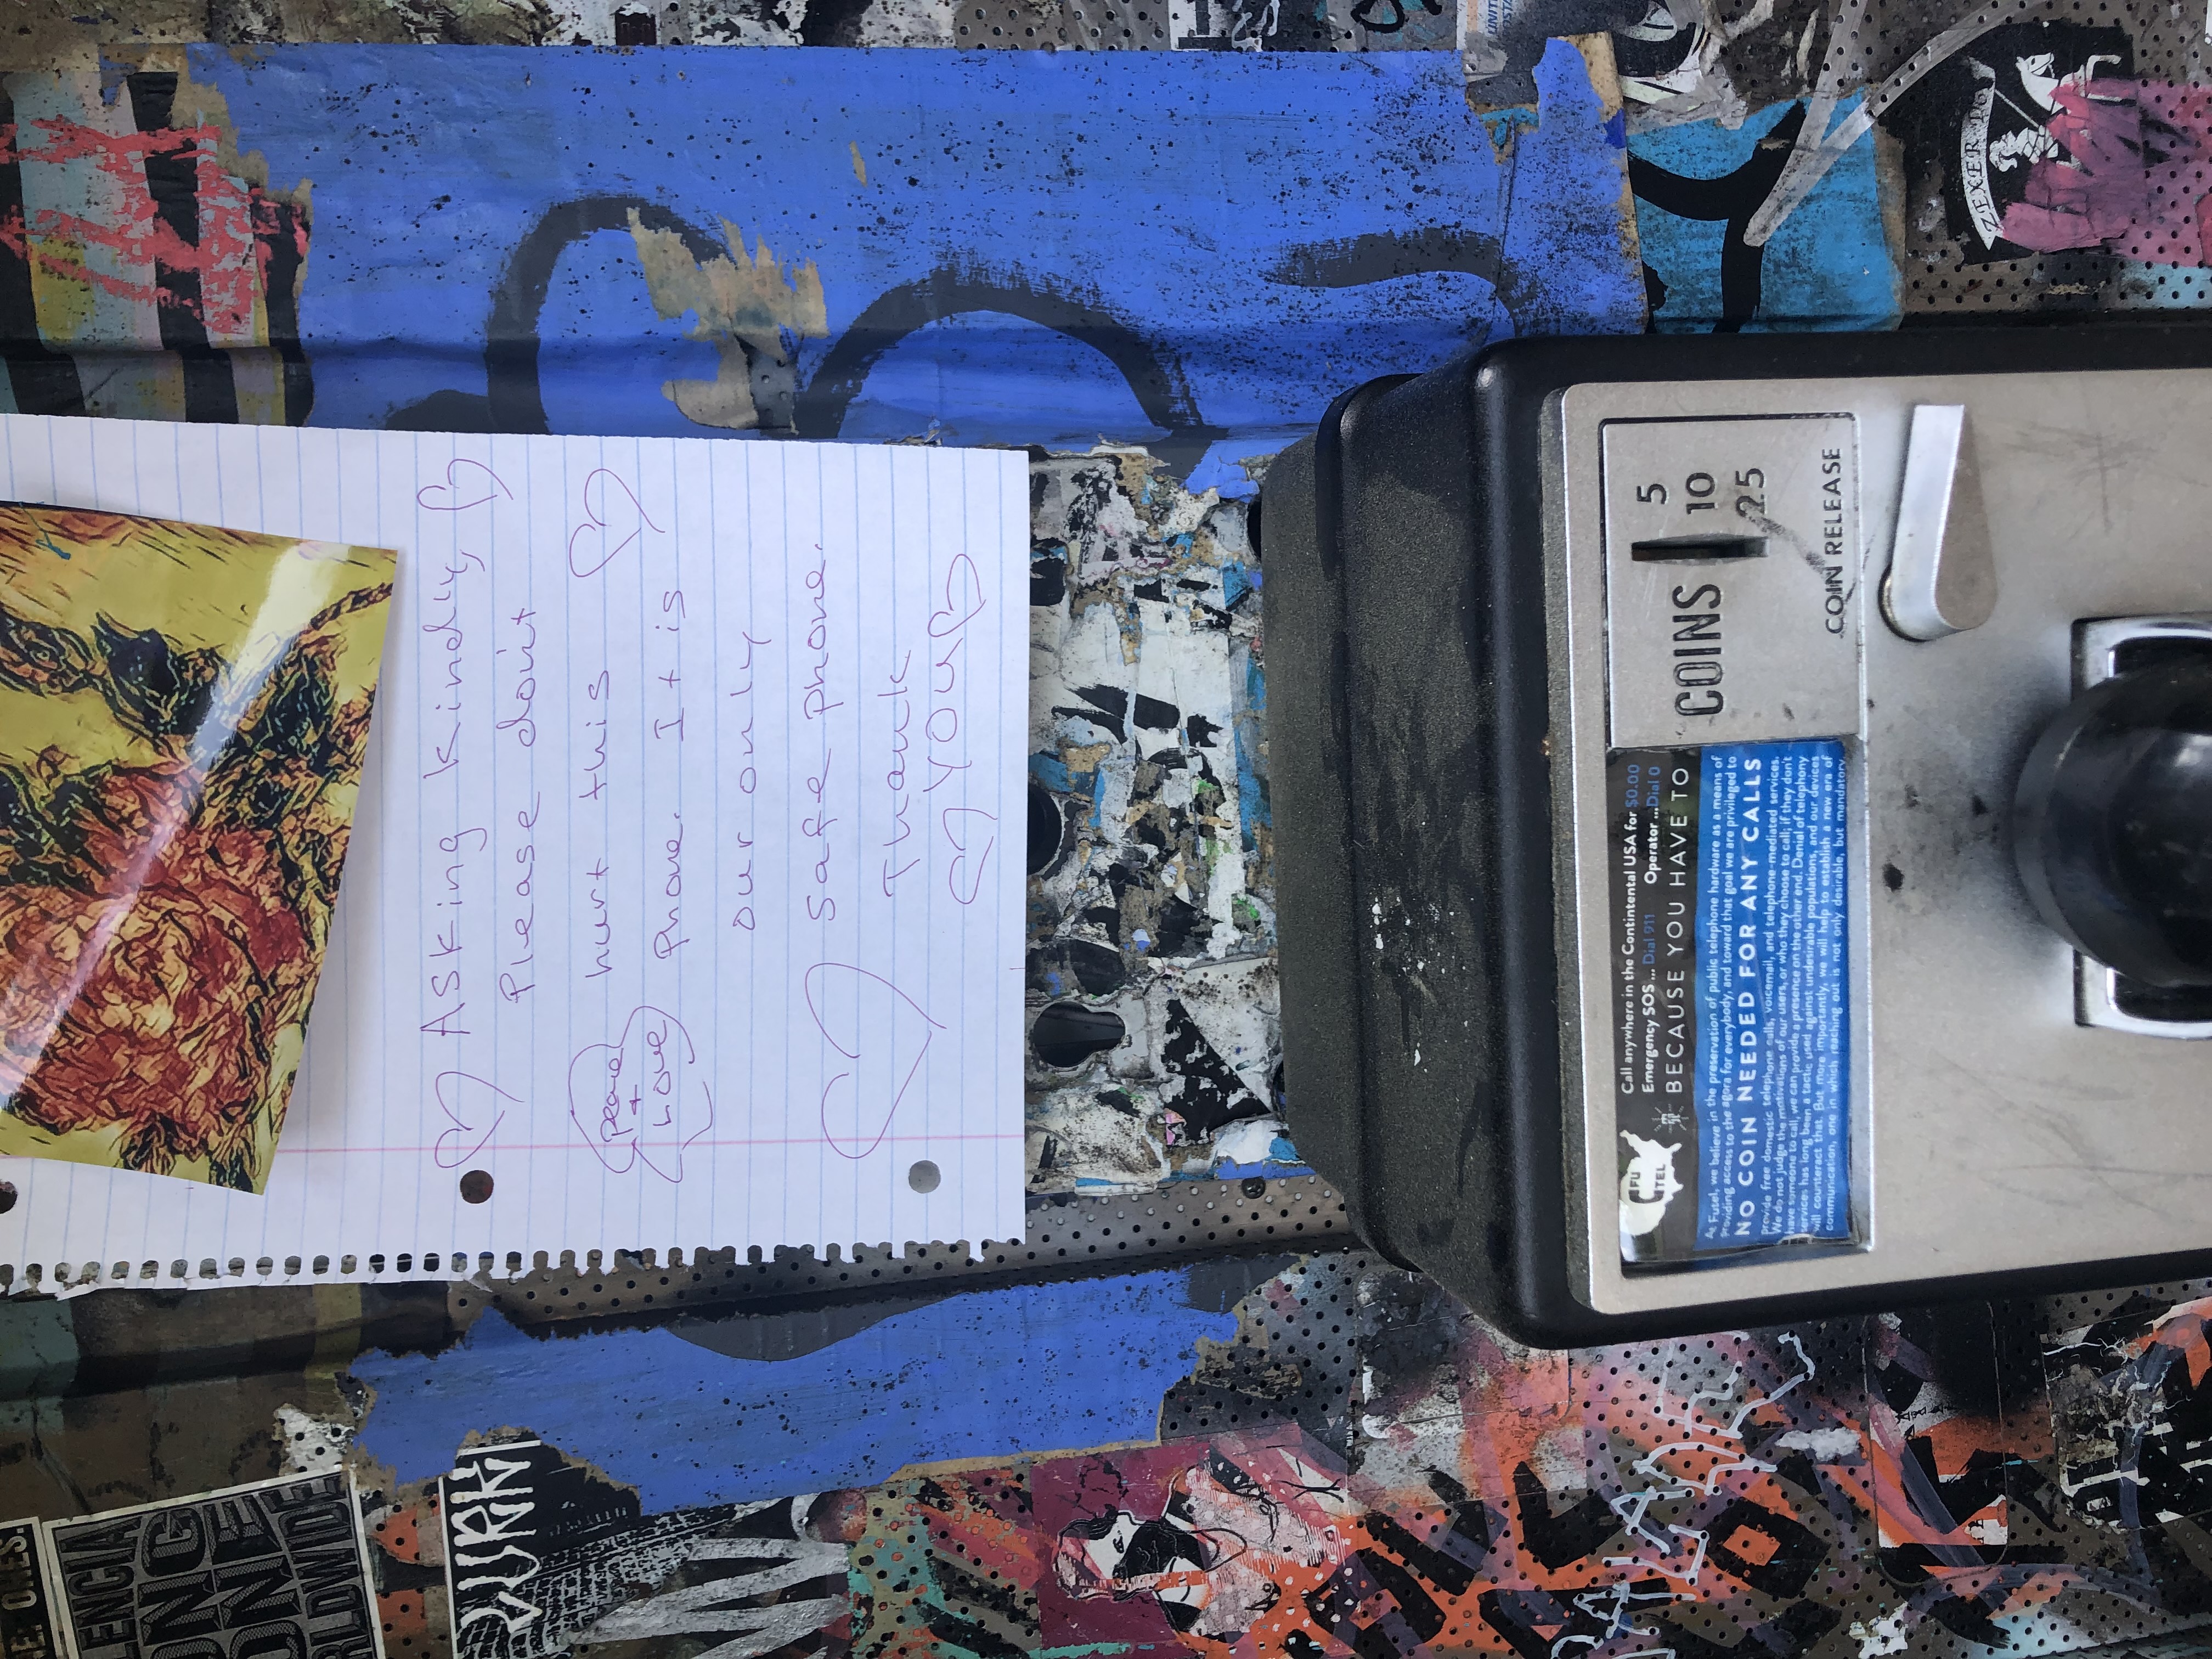 E. OMES.
LENCIA
ONG
ONE
RLDWIDE
Asking kindly,
Please don't
hurt this
phone. It is
our only
safe phone.
Thank
YOU
peace
+
Love
FU
TEL
Call anywhere in the Contintental USA for $0.00
Emergency SOS ... Dial 911 Operator ...Dial 0
BECAUSE YOU HAVE TO
At Futel, we believe in the preservation of public telephone hardware as a means of
providing access to the agora for everybody, and toward that goal we are privileged to
NO COIN NEEDED FOR ANY CALLS
provide free domestic telephone calls, voicemail, and telephone-mediated services.
We do not judge the motivations of our users, or who they choose to call; if they don't
have someone to call, we can provide a presence on the other end. Denial of telephony
services has long been a tactic used against undesirable populations, and our devices
will counteract that. But more importantly, we will help to establish a new era of
communication, one in which reaching out is not only desirable, but mandatory.
COINS
5
10
25
COIN RELEASE
UNIT
POSTA
ZEXER